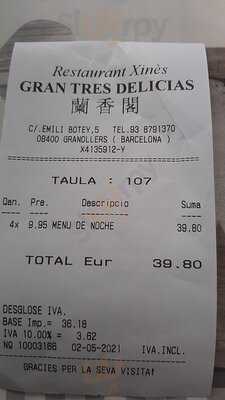 Restaurant Xinès
GRAN TRES DELICIAS
蘭香閣
C/.EMILI BOTEY,5 TEL.93 8791370
08400 GRANOLLERS ( BARCELONA )
X4135912-Y
TAULA : 107
Qan. Pre. Descripcio Suma
4x 9.95 MENU DE NOCHE 39.80
TOTAL Eur 39.80
DESGLOSE IVA.
BASE Imp.= 36.18
IVA 10.00% = 3.62
NQ 10003166 02-05-2021 IVA.INCL.
GRACIES PER LA SEVA VISITA!